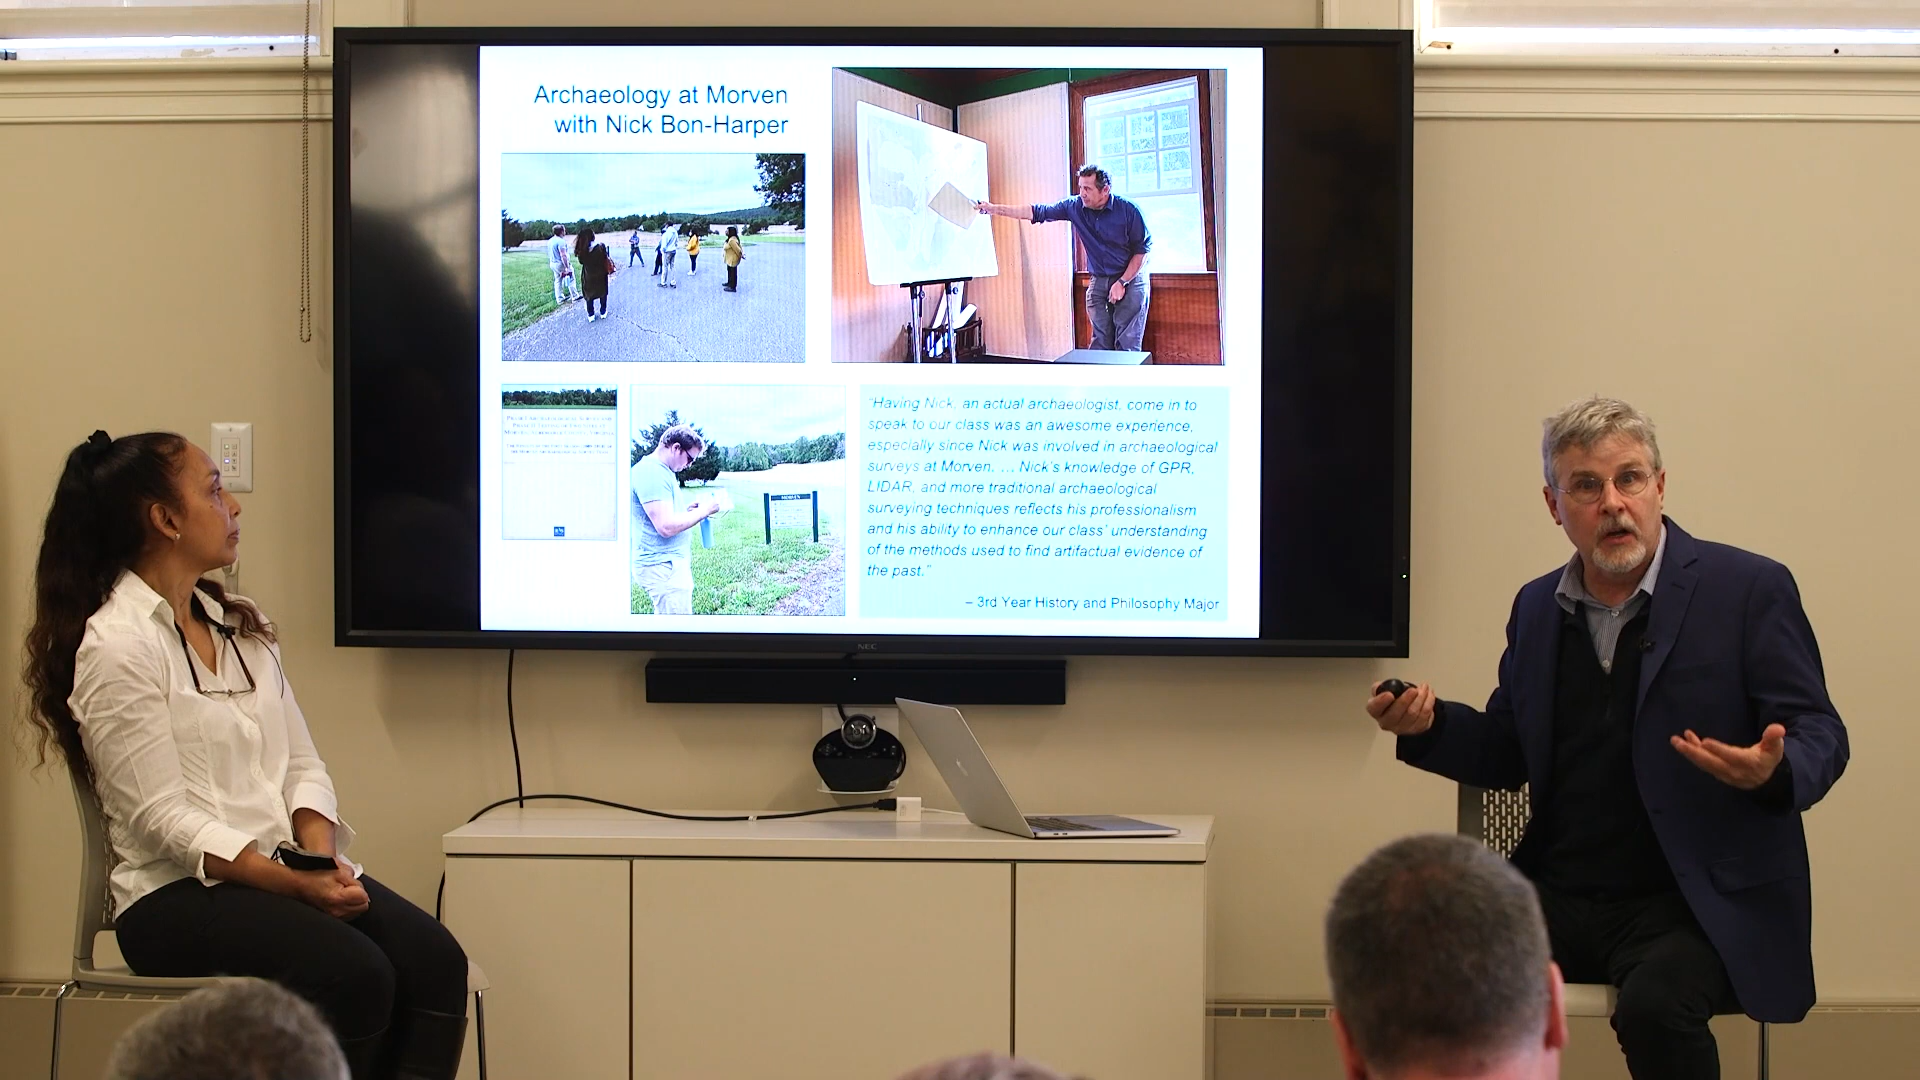 Archaeology at Morven
with Nick Bon-Harper
MORVEN
"Having Nick, an actual archaeologist, come in to
speak to our class was an awesome experience,
especially since Nick was involved in archaeological
surveys at Morven. ... Nick's knowledge of GPR,
LIDAR, and more traditional archaeological
surveying techniques reflects his professionalism
and his ability to enhance our class' understanding
of the methods used to find artifactual evidence of
the past."
– 3rd Year History and Philosophy Major
NEC